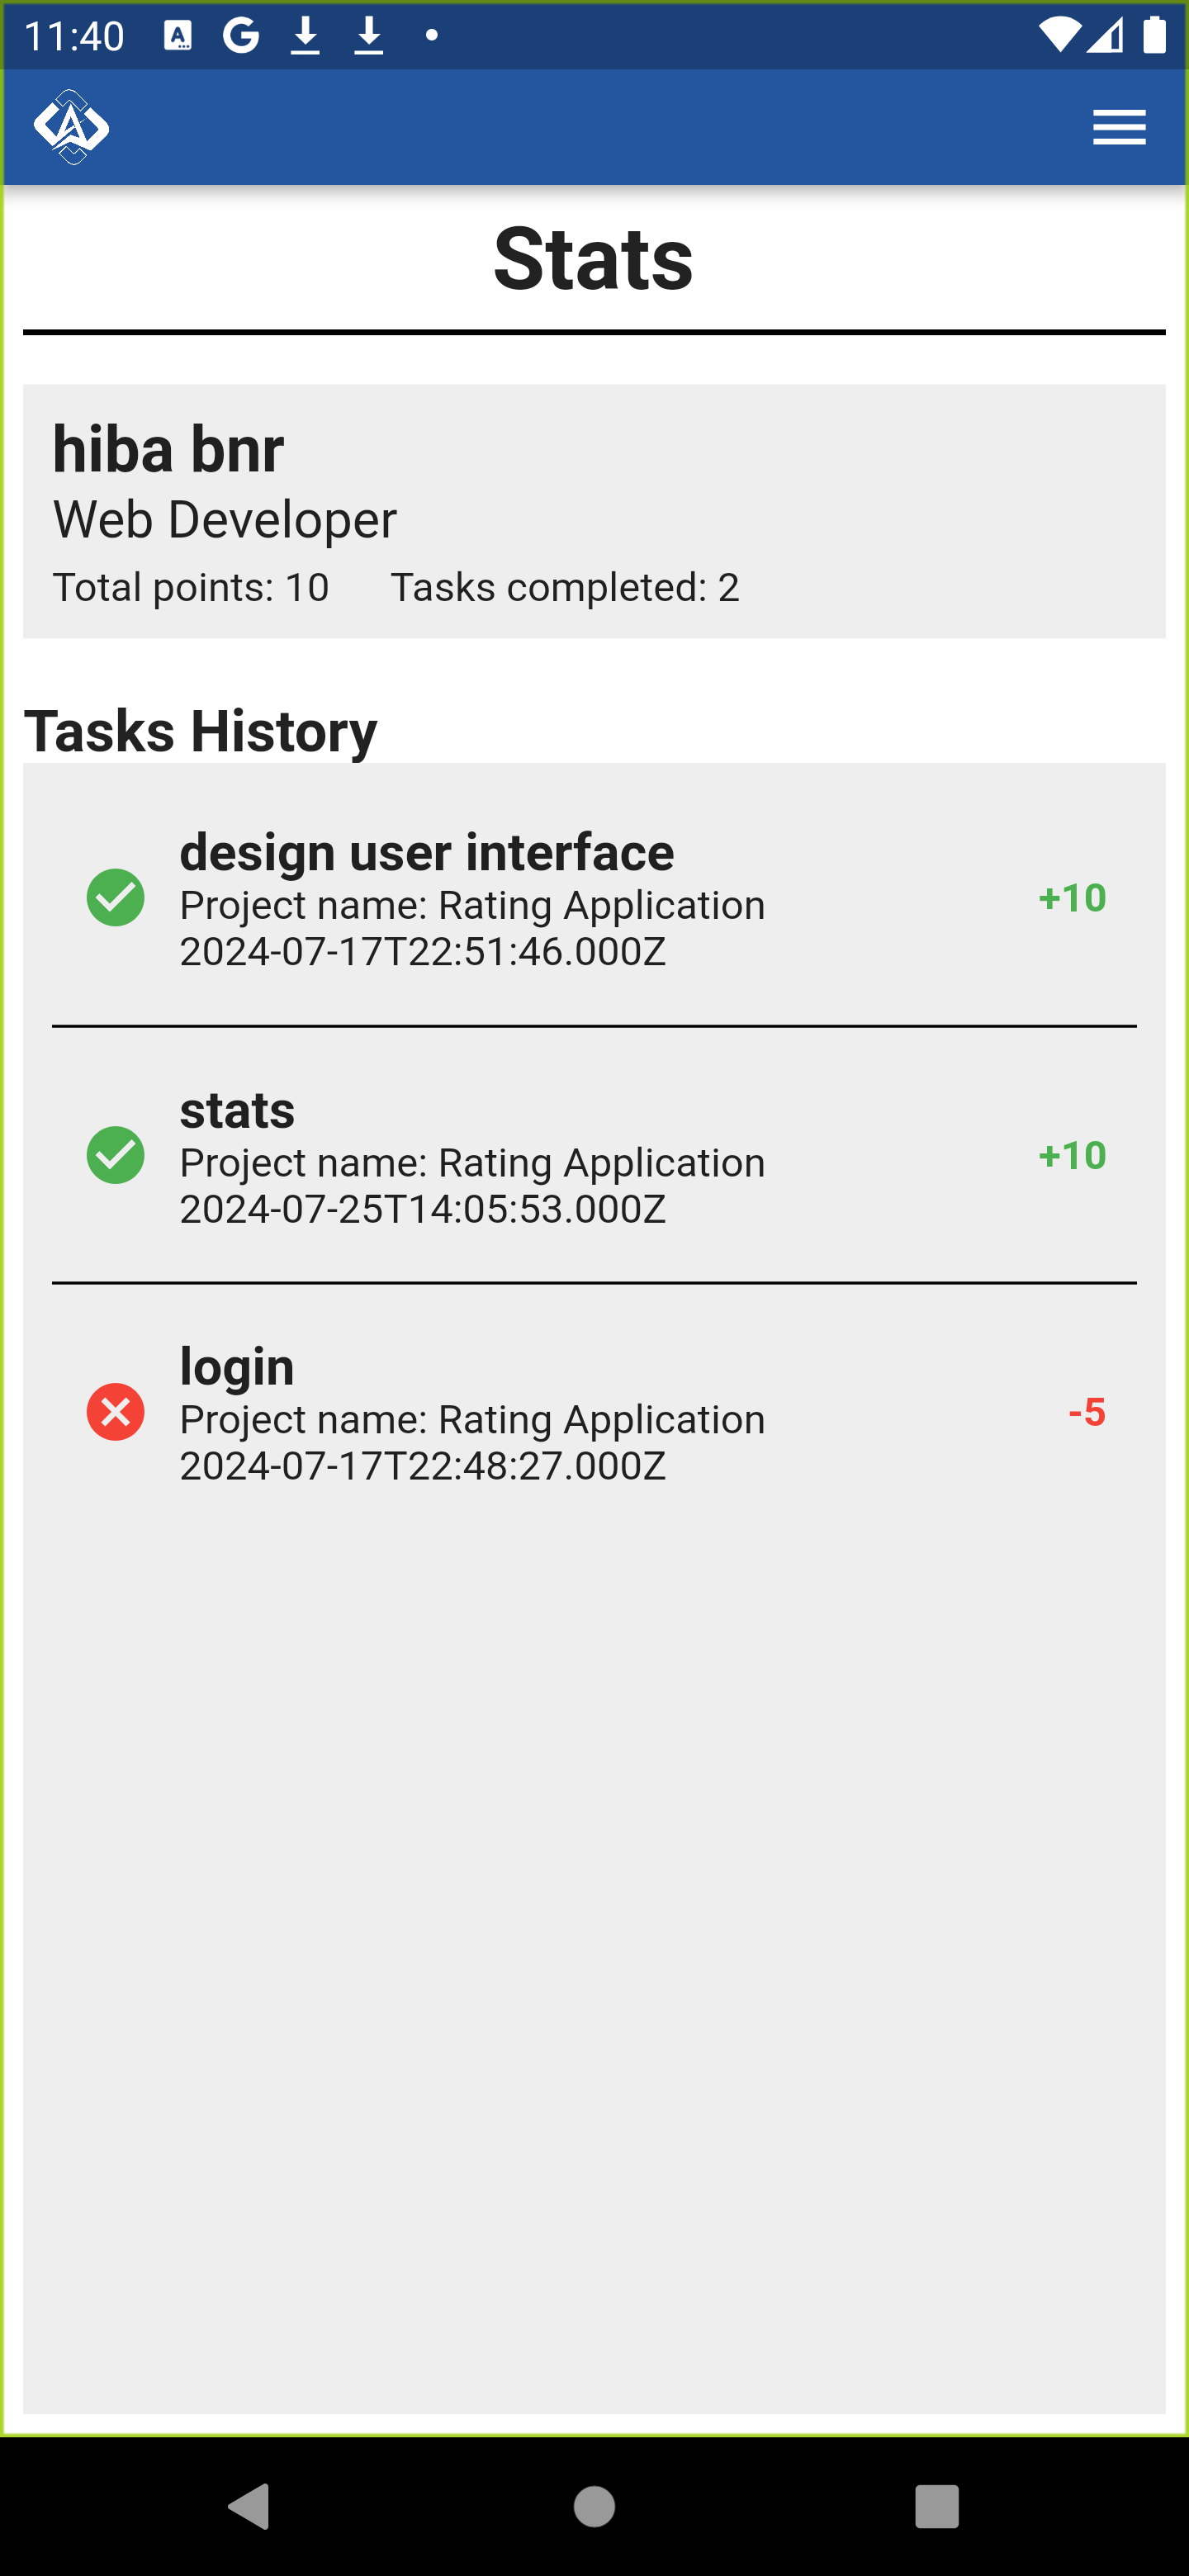 11:40
Stats
hiba bnr
Web Developer
Total points: 10 Tasks completed: 2
Tasks History
design user interface
Project name: Rating Application
2024-07-17T22:51:46.000Z
+10
stats
Project name: Rating Application
2024-07-25T14:05:53.000Z
+10
login
Project name: Rating Application
2024-07-17T22:48:27.000Z
-5